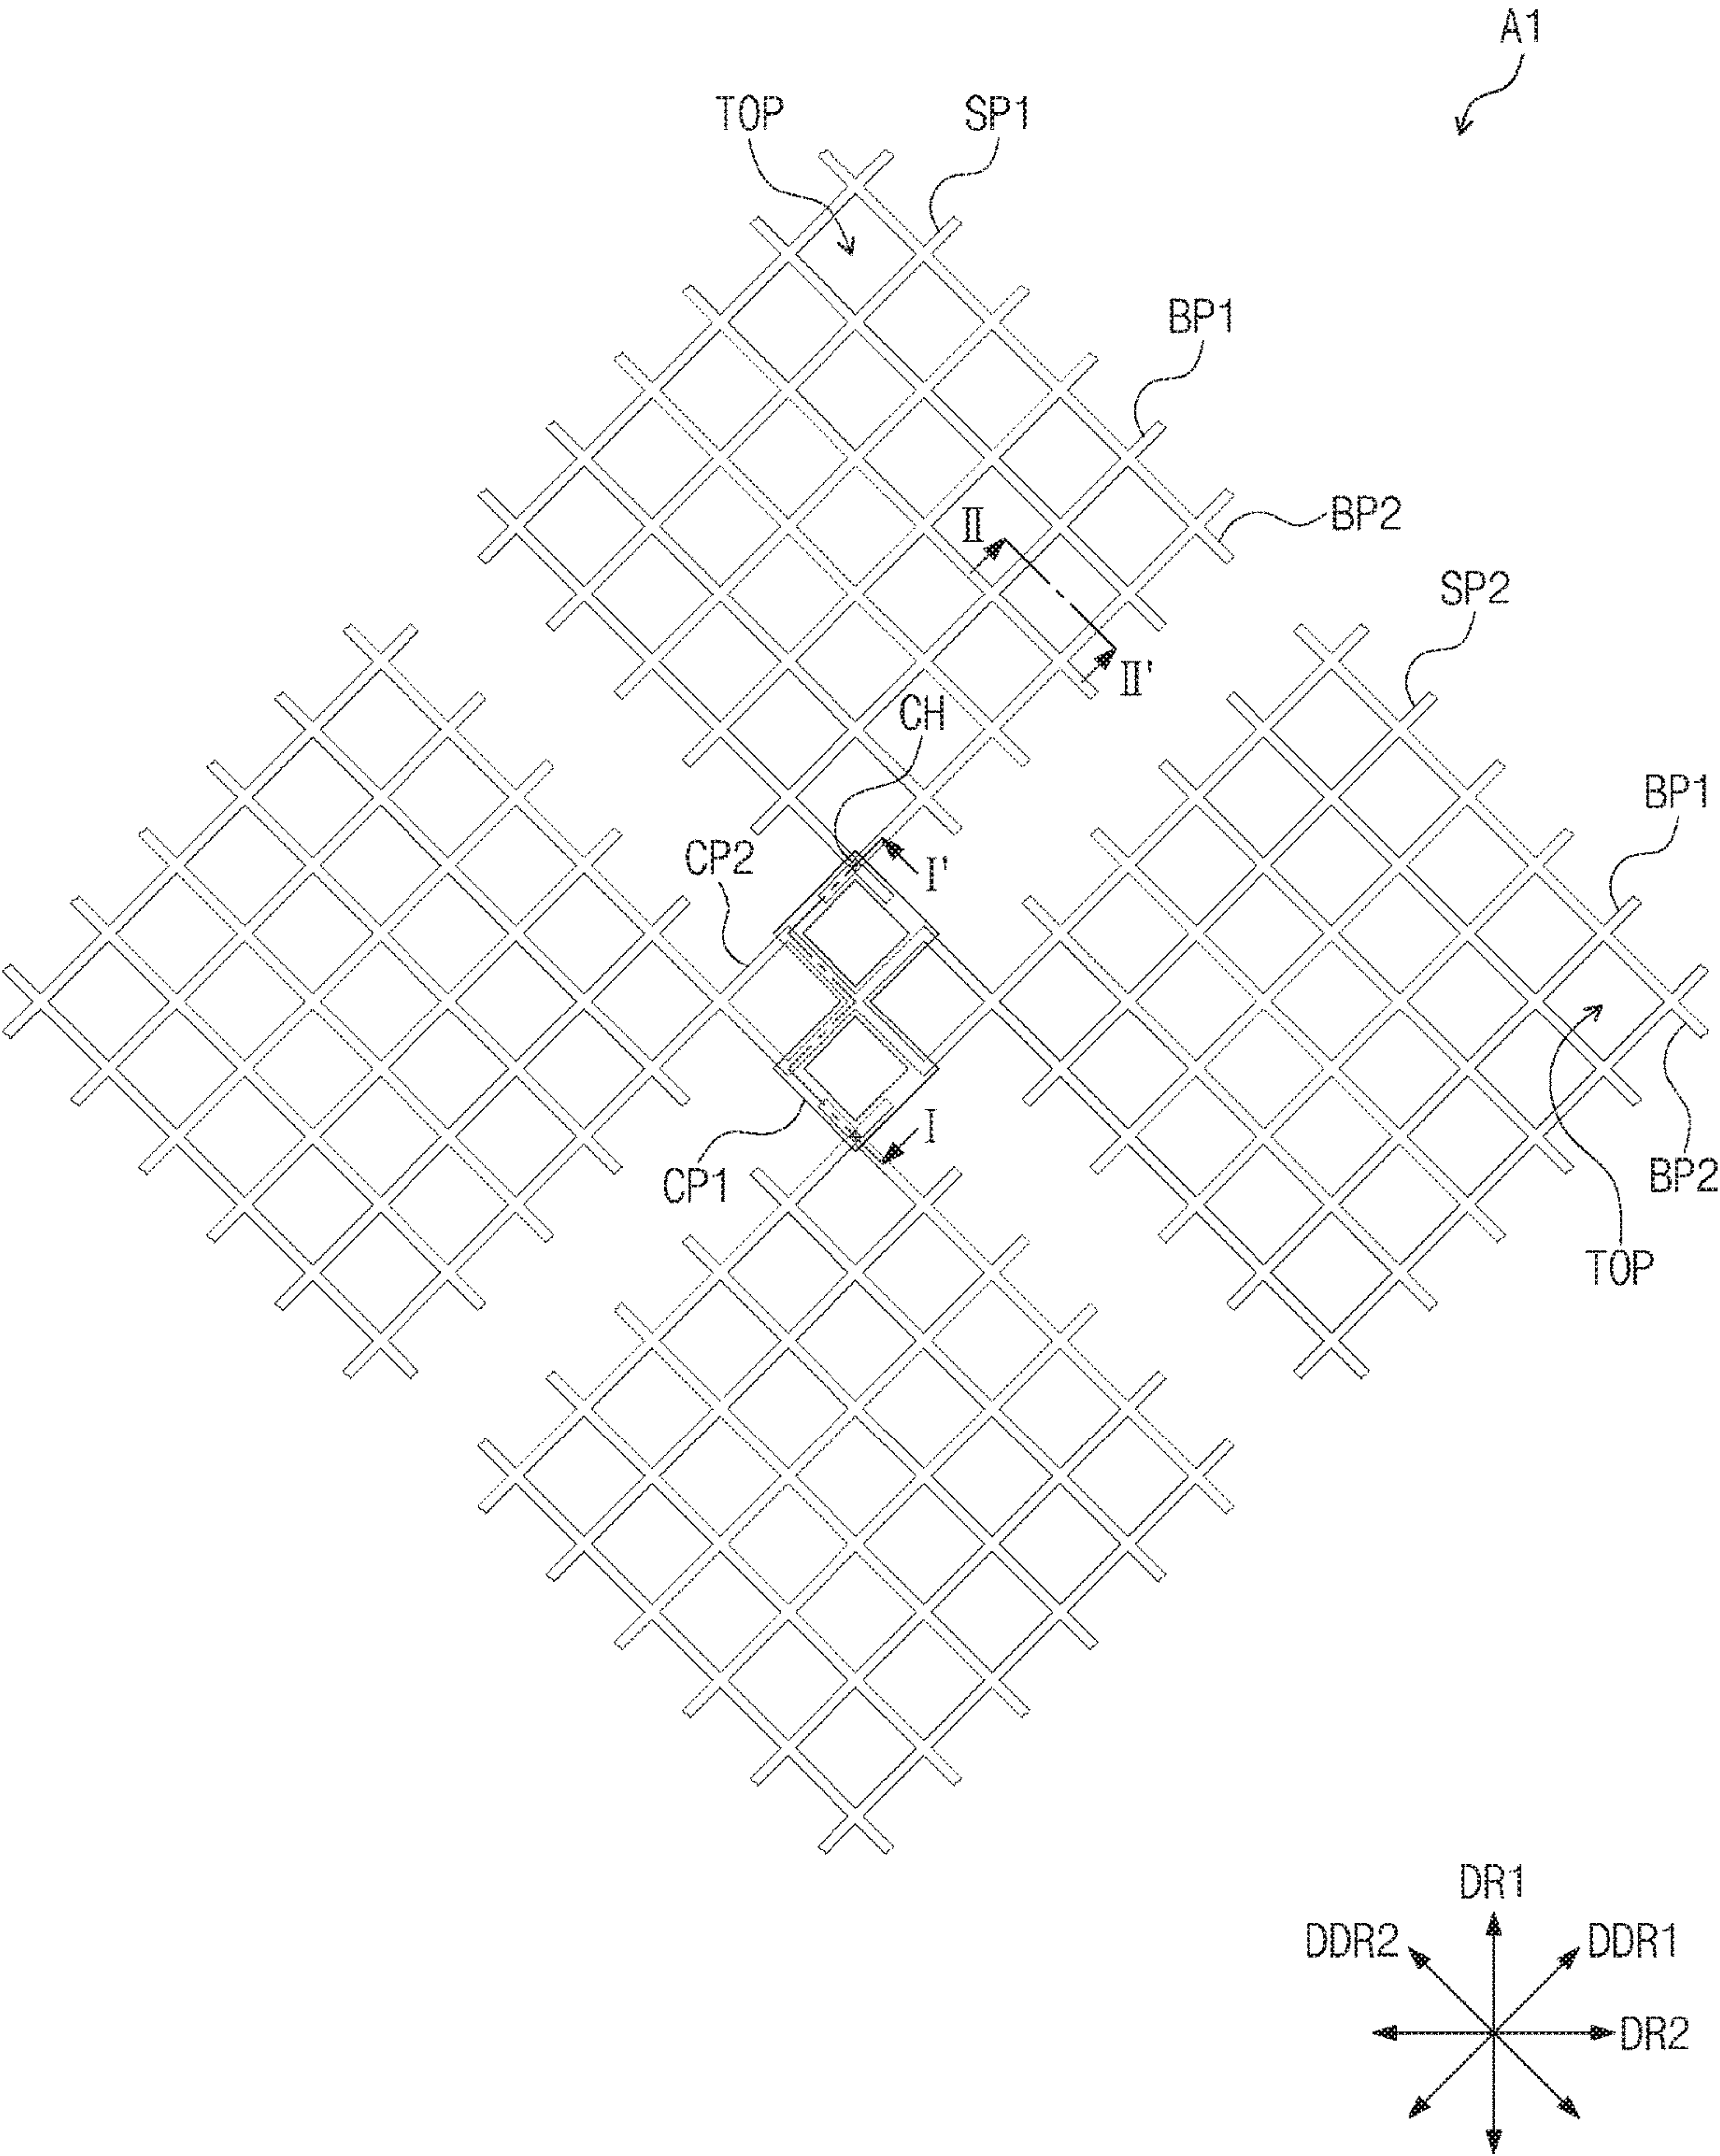 A1
TOP
SP1
BP1
BP2
II
SP2
II'
CH
BP1
CP2
I'
I
CP1
BP2
TOP
DR1
DDR2
DDR1
DR2